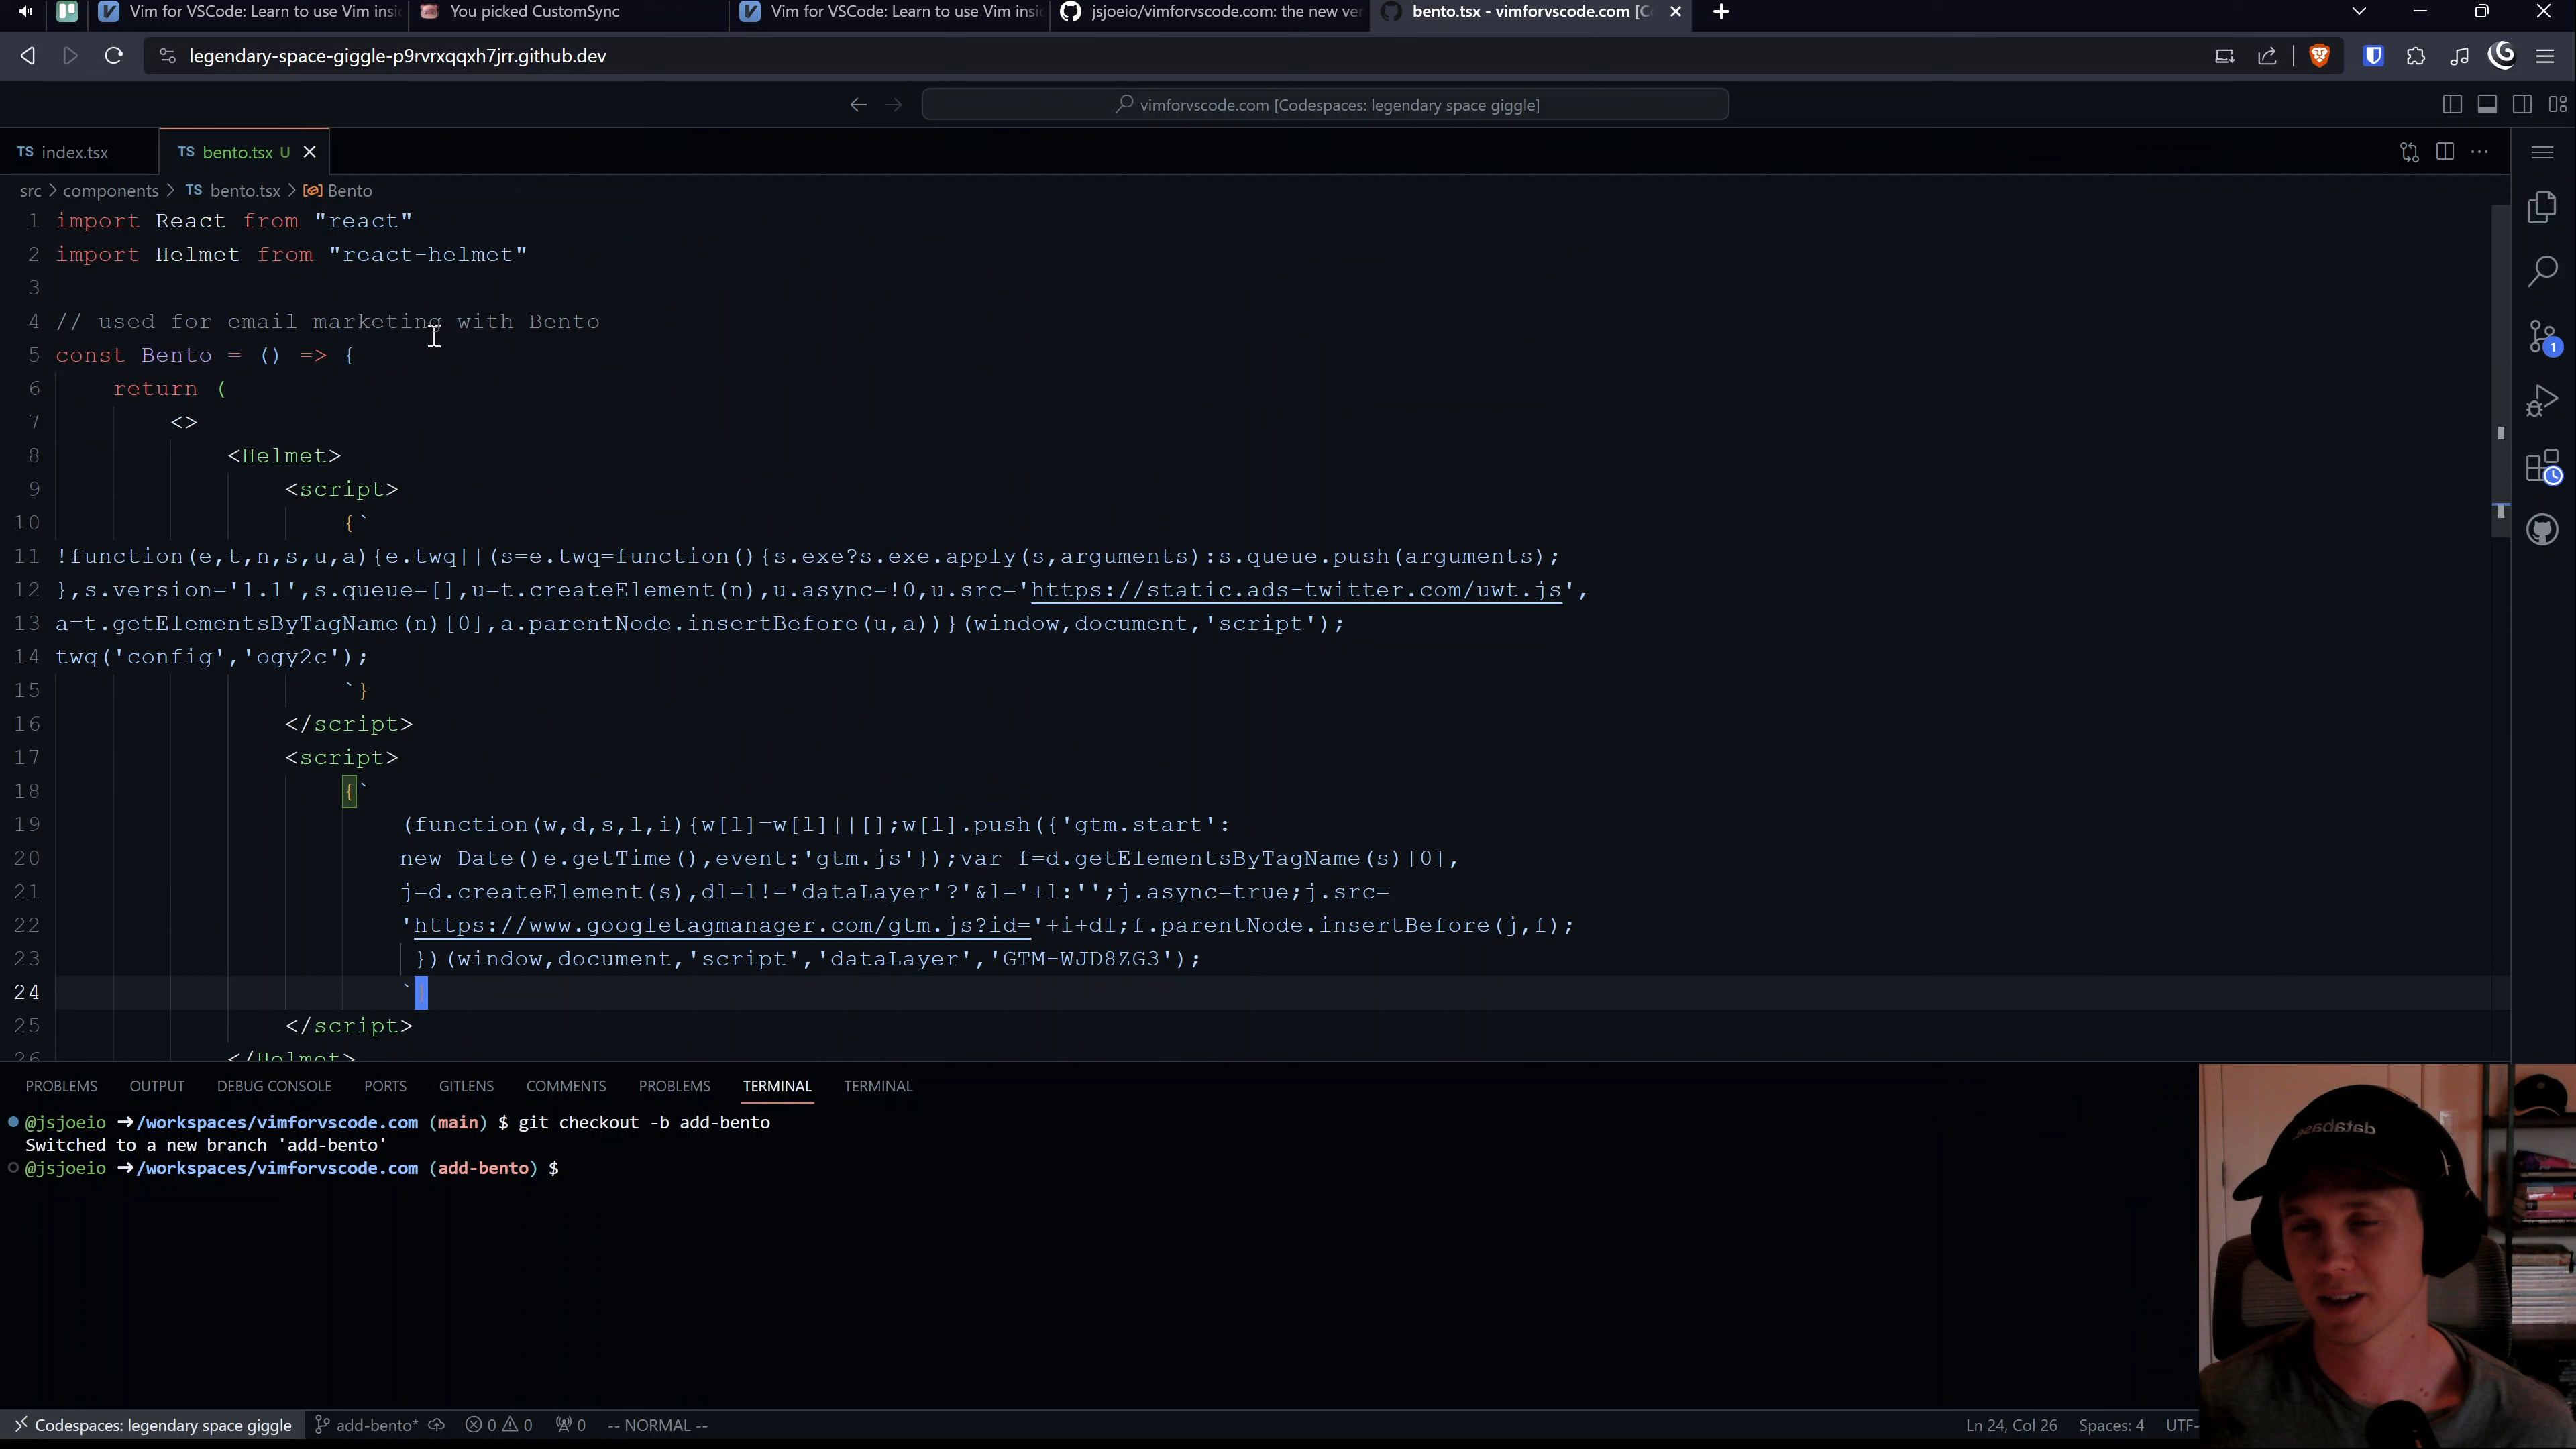 Vim for VSCode: Learn to use Vim insi
You picked CustomSync
Vim for VSCode: Learn to use Vim insi
jsjoeio/vimforvscode.com: the new ver
bento.tsx - vimforvscode.com [Co
legendary-space-giggle-p9rvrxqqxh7jrr.github.dev
vimforvscode.com [Codespaces: legendary space giggle]
TS index.tsx
TS bento.tsx U
src > components > TS bento.tsx > Bento
1 import React from "react"
2 import Helmet from "react-helmet"
3
4 // used for email marketing with Bento
5 const Bento = () => {
6 return (
7 <>
8 <Helmet>
9 <script>
10 {`
11 !function(e,t,n,s,u,a){e.twq||(s=e.twq=function(){s.exe?s.exe.apply(s,arguments):s.queue.push(arguments);
12 },s.version='1.1',s.queue=[],u=t.createElement(n),u.async=!0,u.src='https://static.ads-twitter.com/uwt.js',
13 a=t.getElementsByTagName(n)[0],a.parentNode.insertBefore(u,a))}(window,document,'script');
14 twq('config','ogy2c');
15 `}
16 </script>
17 <script>
18 {`
19 (function(w,d,s,l,i){w[l]=w[l]||[];w[l].push({'gtm.start':
20 new Date()e.getTime(),event:'gtm.js'});var f=d.getElementsByTagName(s)[0],
21 j=d.createElement(s),dl=l!='dataLayer'?'&l='+l:'';j.async=true;j.src=
22 'https://www.googletagmanager.com/gtm.js?id='+i+dl;f.parentNode.insertBefore(j,f);
23 })(window,document,'script','dataLayer','GTM-WJD8ZG3');
24 `}
25 </script>
26 </Helmet>
1
PROBLEMS OUTPUT DEBUG CONSOLE PORTS GITLENS COMMENTS PROBLEMS TERMINAL TERMINAL
@jsjoeio ➜/workspaces/vimforvscode.com (main) $ git checkout -b add-bento
Switched to a new branch 'add-bento'
@jsjoeio ➜/workspaces/vimforvscode.com (add-bento) $
database.
Codespaces: legendary space giggle add-bento* 0 0 0 -- NORMAL -- Ln 24, Col 26 Spaces: 4 UTF-